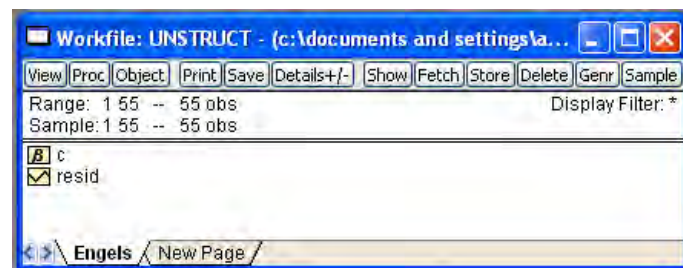 Workfile: UNSTRUCT - (c:\documents and settings\a...
View Proc Object Print Save Details+/- Show Fetch Store Delete Genr Sample
Range: 1 55 -- 55 obs Display Filter: *
Sample: 1 55 -- 55 obs
β c
resid
Engels New Page